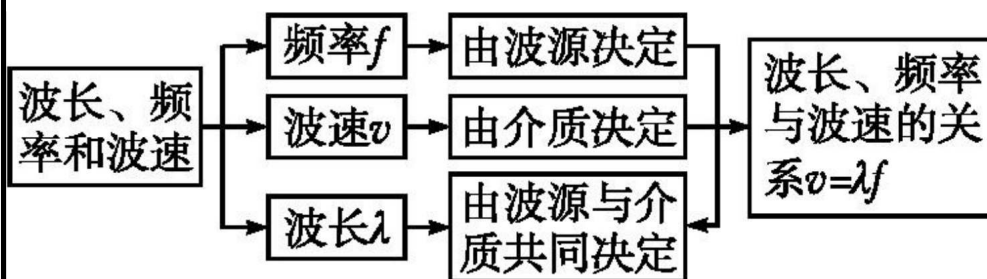 波长、频
率和波速
频率f
由波源决定
波速v
由介质决定
波长λ
由波源与介
质共同决定
波长、频率
与波速的关
系v=λf